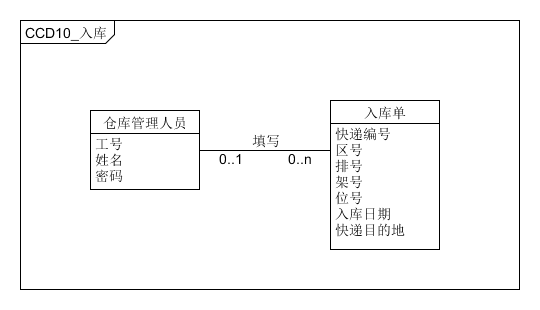 CCD10_入库
仓库管理人员
工号
姓名
密码
填写
0..1
0..n
入库单
快递编号
区号
排号
架号
位号
入库日期
快递目的地